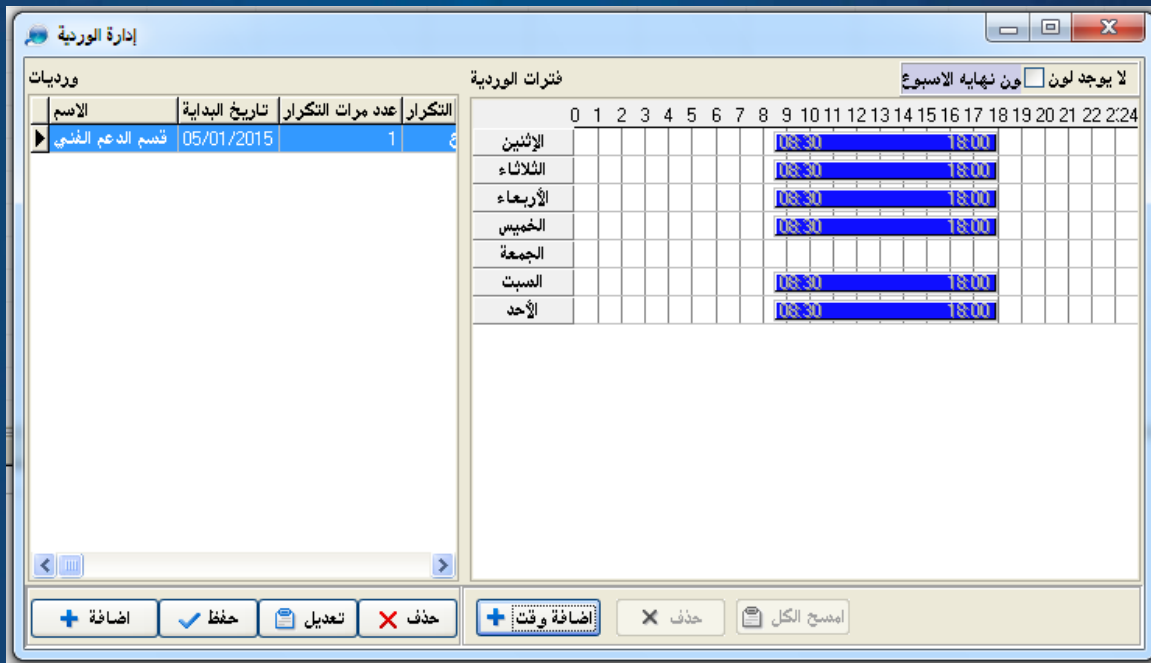 إدارة الوردية
ورديات
فترات الوردية
لا يوجد لون ون نهايه الاسبوع
الاسم تاريخ البداية عدد مرات التكرار التكرار
قسم الدعم الفني 05/01/2015 1 ع
0 1 2 3 4 5 6 7 8 9 10 11 12 13 14 15 16 17 18 19 20 21 22 2:24
الإثنين 08:30 18:00
الثلاثاء 08:30 18:00
الأربعاء 08:30 18:00
الخميس 08:30 18:00
الجمعة
السبت 08:30 18:00
الأحد 08:30 18:00
اضافة حفظ تعديل حذف
اضافة وقت حذف امسح الكل